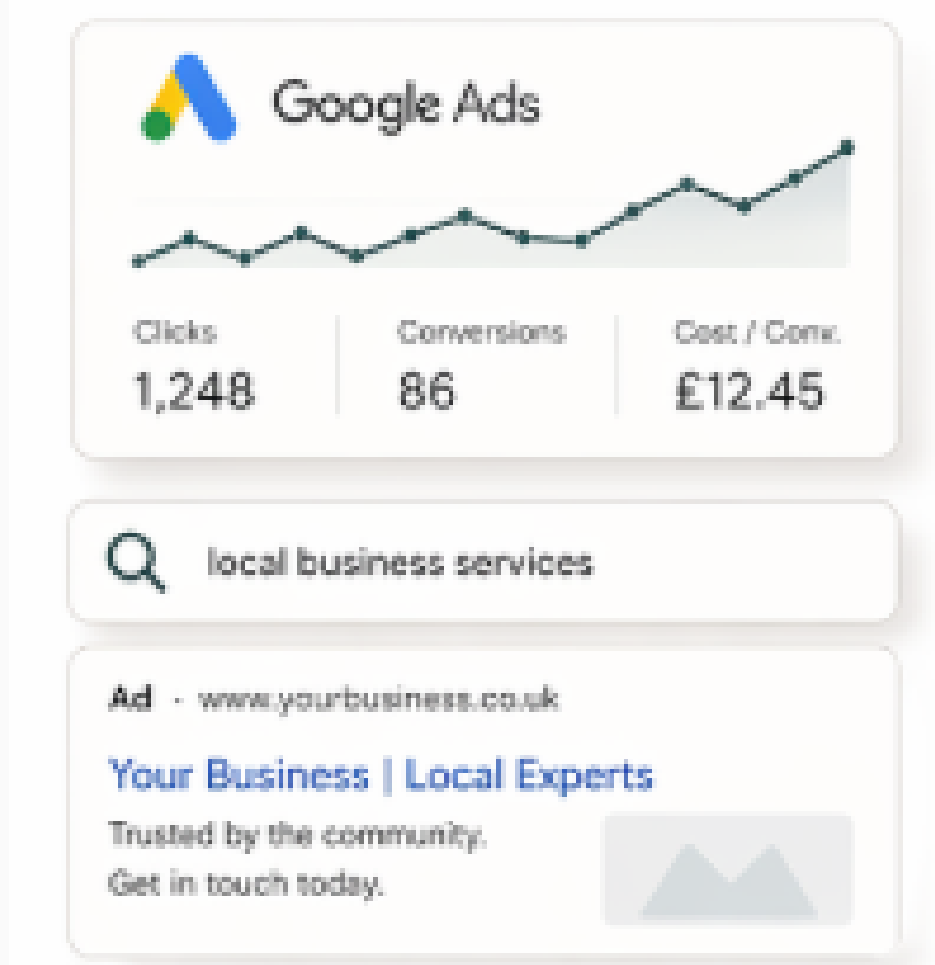 Google Ads
Clicks
Conversions
Cost / Conv.
1,248
86
£12.45
local business services
Ad · www.yourbusiness.co.uk
Your Business | Local Experts
Trusted by the community.
Get in touch today.